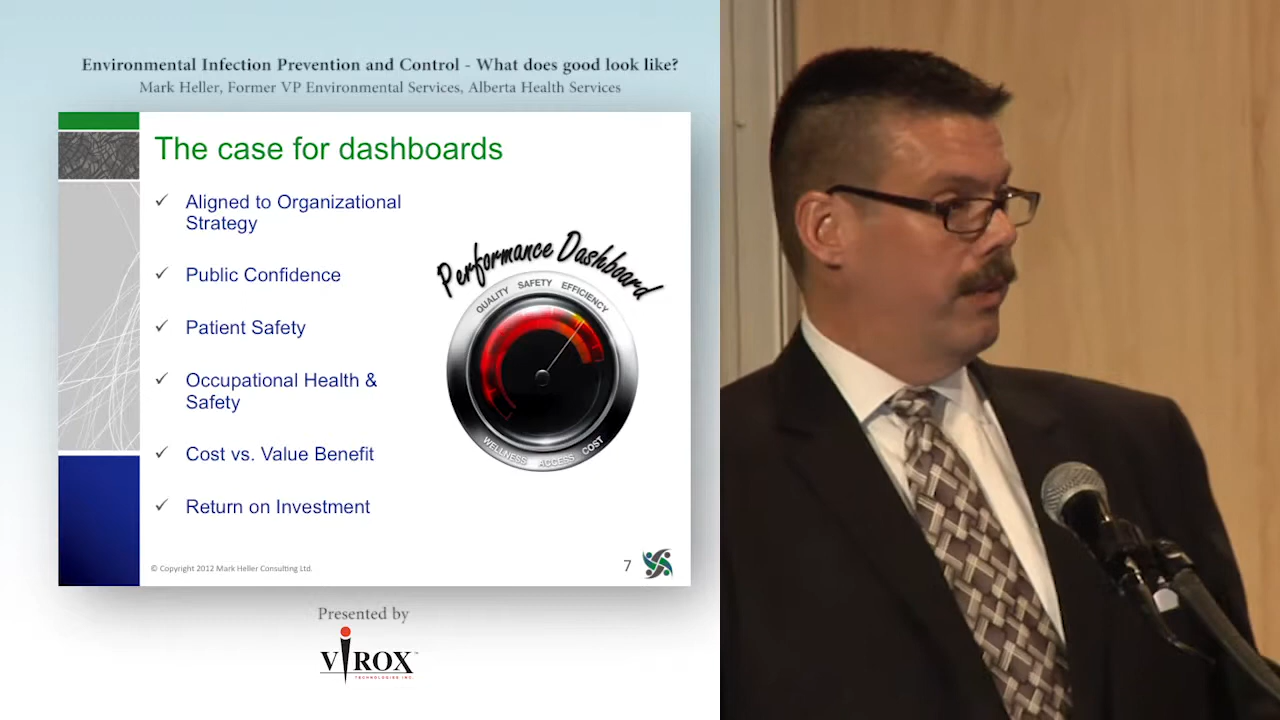 Environmental Infection Prevention and Control - What does good look like?
Mark Heller, Former VP Environmental Services, Alberta Health Services
The case for dashboards
✓ Aligned to Organizational
Strategy
✓ Public Confidence
✓ Patient Safety
✓ Occupational Health &
Safety
✓ Cost vs. Value Benefit
✓ Return on Investment
Performance Dashboard
QUALITY SAFETY EFFICIENCY
WELLNESS ACCESS COST
© Copyright 2012 Mark Heller Consulting Ltd.
7
Presented by
VIROX™
TECHNOLOGIES INC.